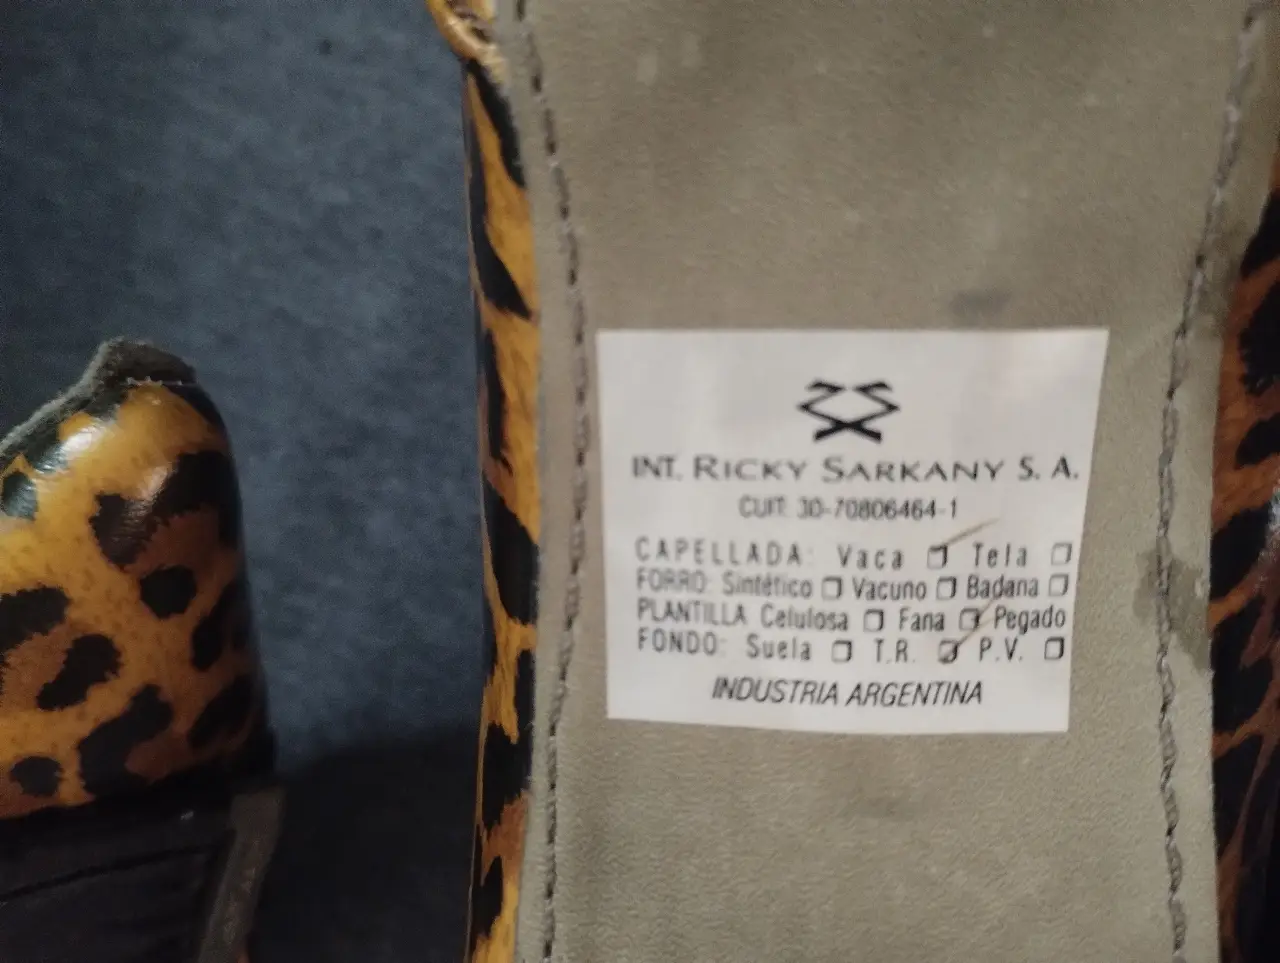 INT. RICKY SARKANY S. A.
CUIT: 30-70806464-1
CAPELLADA: Vaca ❒ Tela ❒
FORRO: Sintético ❒ Vacuno ❒ Badana ❒
PLANTILLA Celulosa ❒ Fana ❒ Pegado
FONDO: Suela ❒ T.R. ❒ P.V. ❒
INDUSTRIA ARGENTINA